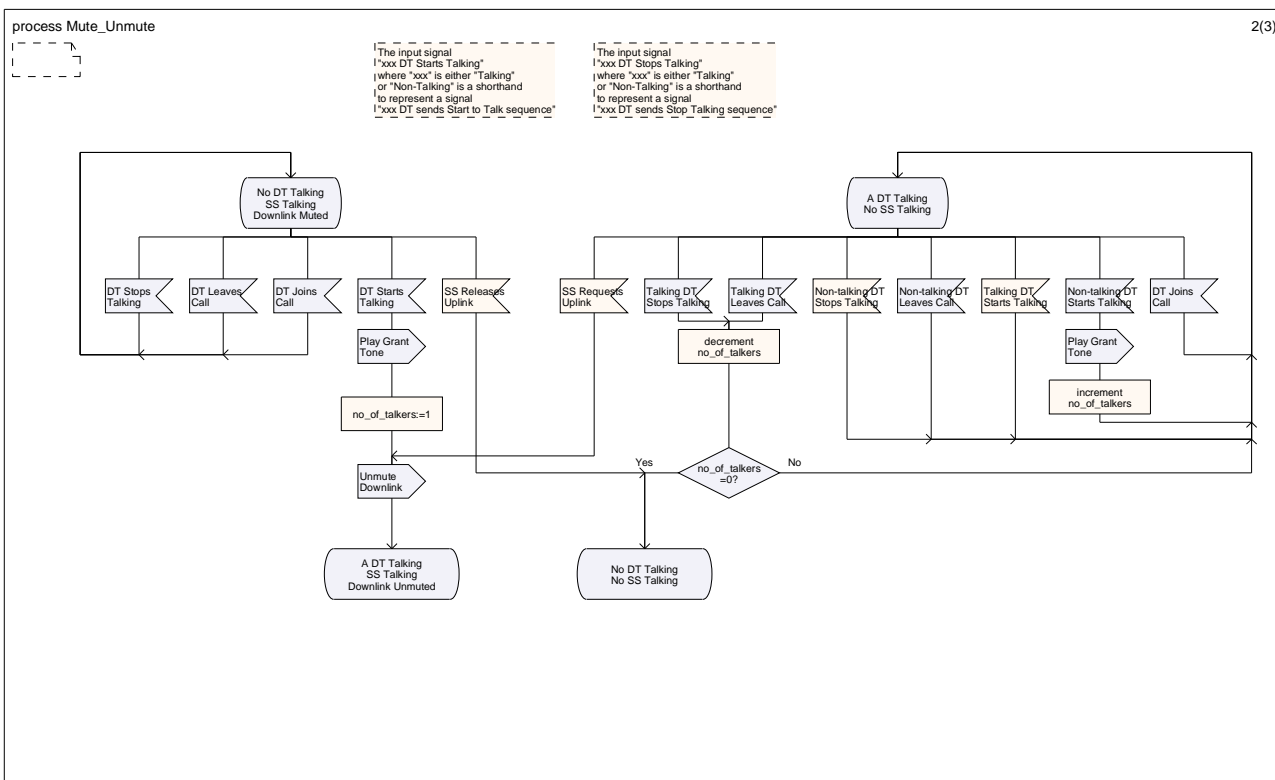 process Mute_Unmute
2(3)
The input signal
"xxx DT Starts Talking"
where "xxx" is either "Talking"
or "Non-Talking" is a shorthand
to represent a signal
"xxx DT sends Start to Talk sequence"
The input signal
"xxx DT Stops Talking"
where "xxx" is either "Talking"
or "Non-Talking" is a shorthand
to represent a signal
"xxx DT sends Stop Talking sequence"
No DT Talking
SS Talking
Downlink Muted
A DT Talking
No SS Talking
DT Stops
Talking
DT Leaves
Call
DT Joins
Call
DT Starts
Talking
SS Releases
Uplink
SS Requests
Uplink
Talking DT
Stops Talking
Talking DT
Leaves Call
Non-talking DT
Stops Talking
Non-talking DT
Leaves Call
Talking DT
Starts Talking
Non-talking DT
Starts Talking
DT Joins
Call
Play Grant
Tone
decrement
no_of_talkers
Play Grant
Tone
no_of_talkers:=1
increment
no_of_talkers
Unmute
Downlink
Yes
no_of_talkers
=0?
No
A DT Talking
SS Talking
Downlink Unmuted
No DT Talking
No SS Talking